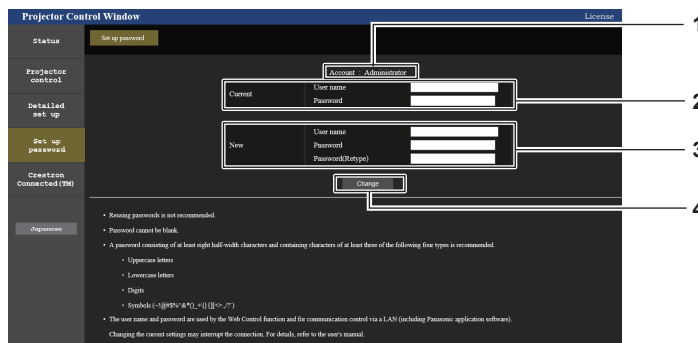 Projector Control Window
License
Status
Set up password
Projector
control
Detailed
set up
Set up
password
Crestron
Connected(TM)
Japanese
Account : Administrator
Current
User name
Password
New
User name
Password
Password(Retype)
Change
• Reusing passwords is not recommended.
• Password cannot be blank.
• A password consisting of at least eight half-width characters and containing characters of at least three of the following four types is recommended.
• Uppercase letters
• Lowercase letters
• Digits
• Symbols
• The user name and password are used by the Web Control function and for communication control via a LAN (including Panasonic application software).
Changing the current settings may interrupt the connection. For details, refer to the user's manual.
1
2
3
4